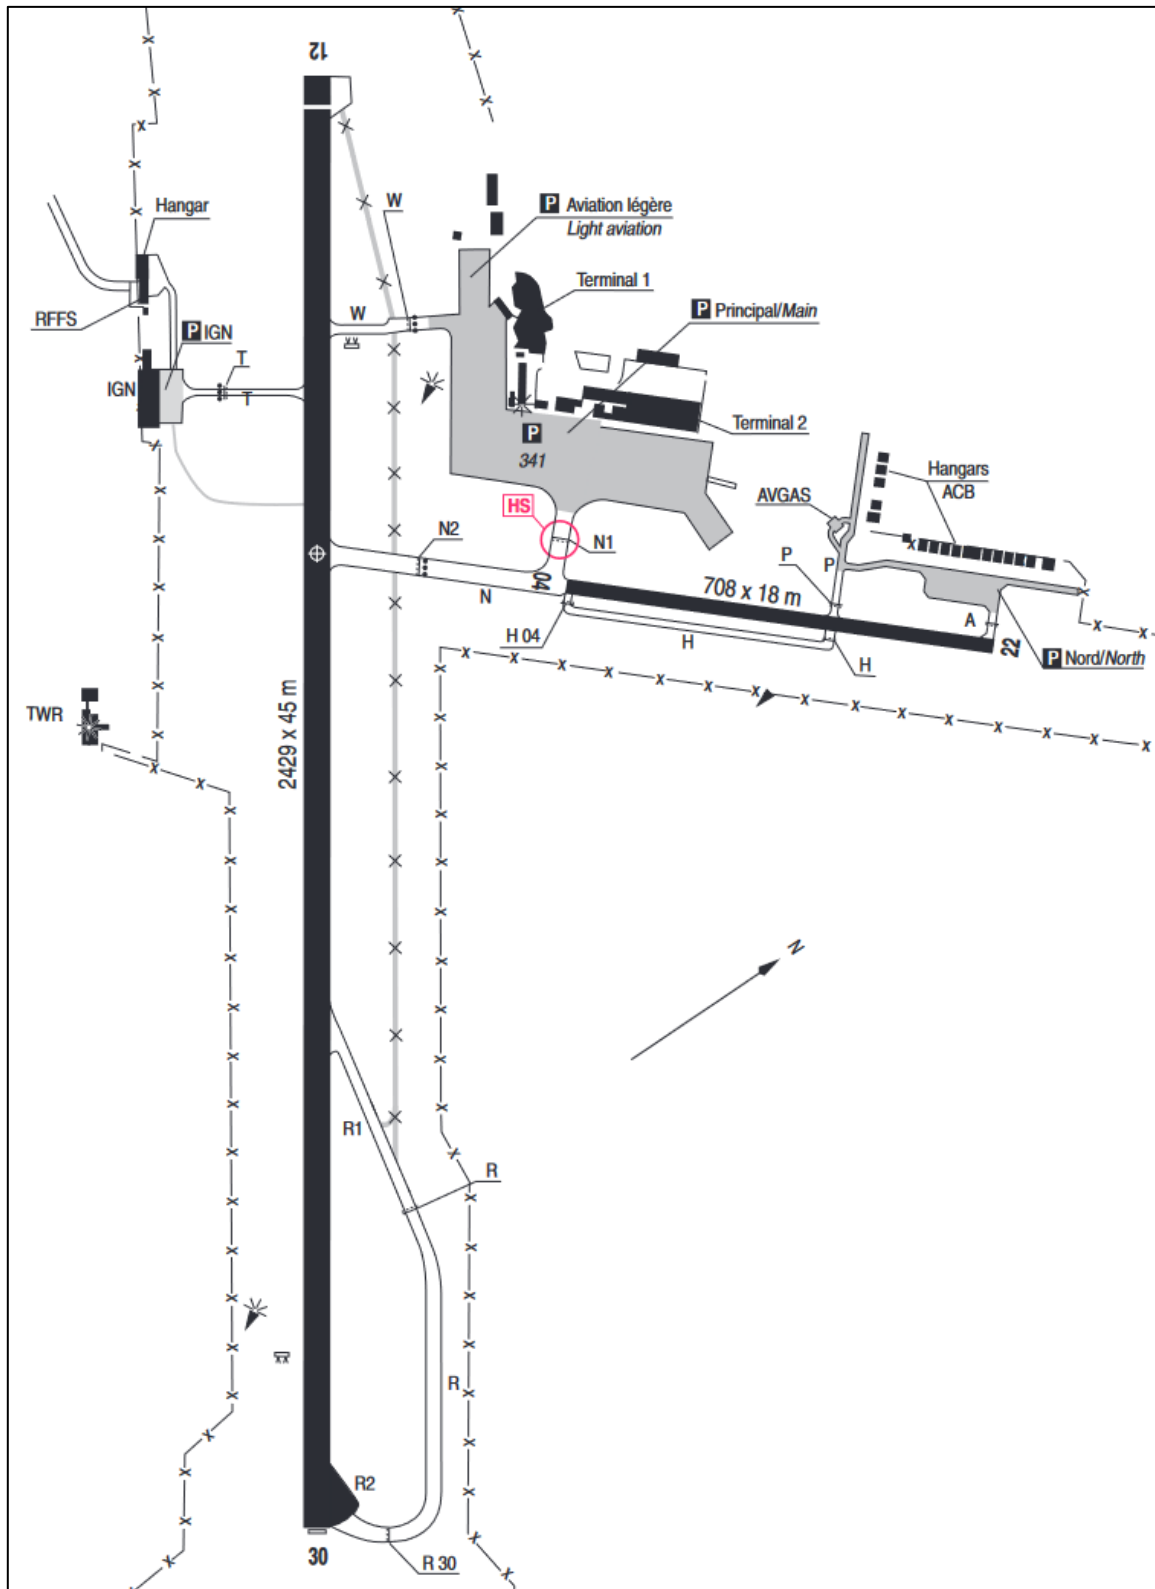 12
Hangar
W
P Aviation légère
Light aviation
Terminal 1
RFFS
P IGN
W
P Principal/Main
T
IGN
T
Terminal 2
P
341
Hangars
ACB
AVGAS
HS
N2
N1
P
P
04
708 x 18 m
N
A
H 04
H
H
22
P Nord/North
TWR
2429 x 45 m
N
R1
R
R
R2
30
R 30